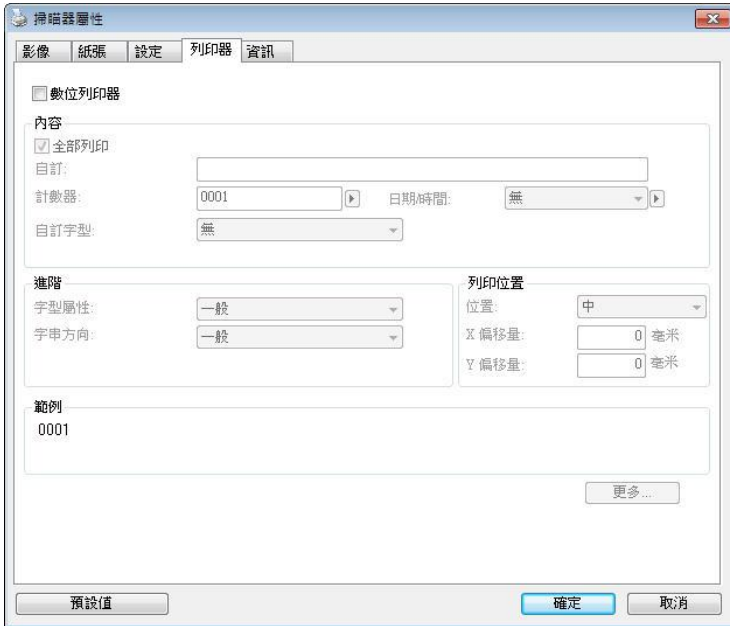 掃瞄器屬性
影像 紙張 設定 列印器 資訊
數位列印器
內容
全部列印
自訂:
計數器: 0001 日期/時間: 無
自訂字型: 無
進階
字型屬性: 一般
字串方向: 一般
列印位置
位置: 中
X 偏移量: 0 毫米
Y 偏移量: 0 毫米
範例
0001
更多...
預設值 確定 取消